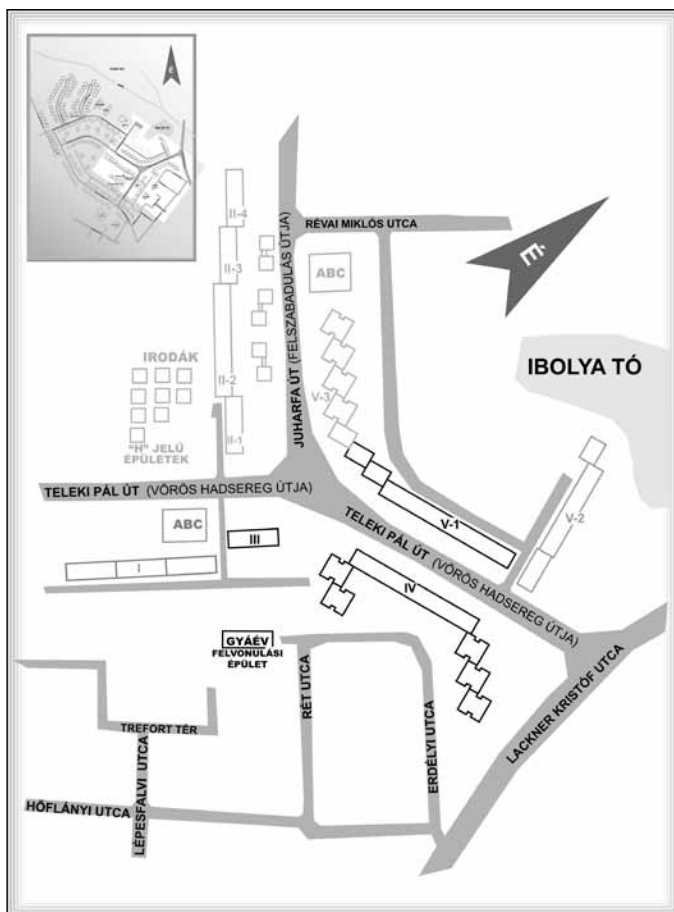 É
II-4
RÉVAI MIKLÓS UTCA
II-3
ABC
É
JUHARFA ÚT (FELSZABADULÁS ÚTJA)
IBOLYA TÓ
IRODÁK
II-2
V-3
"H" JELŰ
ÉPÜLETEK
II-1
TELEKI PÁL ÚT (VÖRÖS HADSEREG ÚTJA)
ABC
III
V-1
V-2
I
TELEKI PÁL ÚT (VÖRÖS HADSEREG ÚTJA)
IV
GYÁÉV
FELVONULÁSI
ÉPÜLET
RÉT UTCA
LACKNER KRISTÓF UTCA
TREFORT TÉR
ERDÉLYI UTCA
LÉPESFALVI UTCA
HÖFLÁNYI UTCA